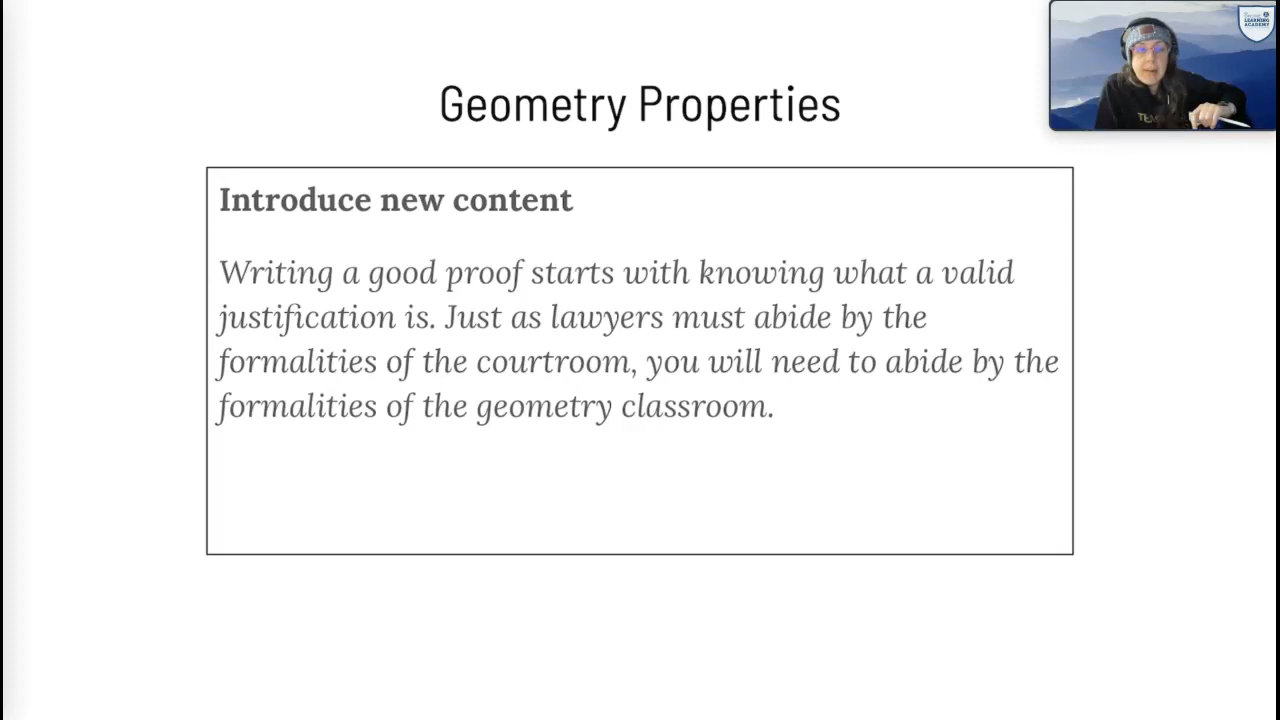 Geometry Properties
Introduce new content
Writing a good proof starts with knowing what a valid
justification is. Just as lawyers must abide by the
formalities of the courtroom, you will need to abide by the
formalities of the geometry classroom.
LEARNING
ACADEMY